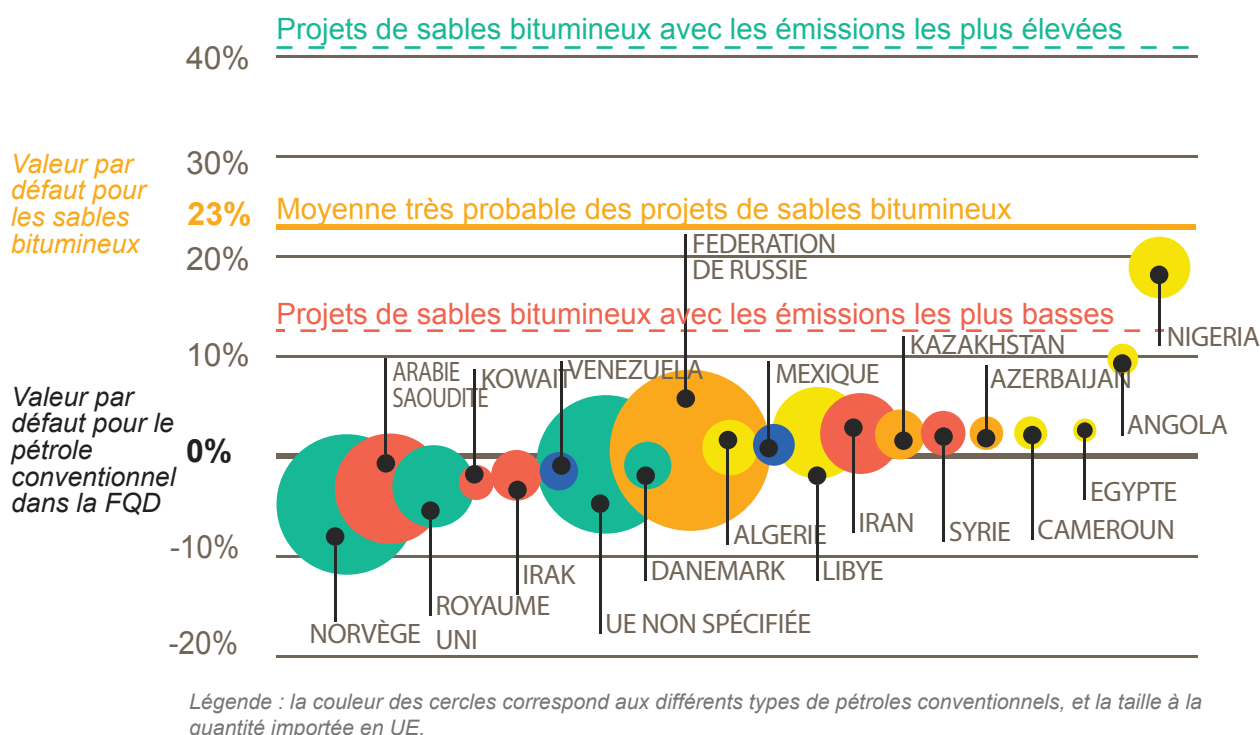 Projets de sables bitumineux avec les émissions les plus élevées
40%
30%
Valeur par
défaut pour
les sables
bitumineux
23%
Moyenne très probable des projets de sables bitumineux
20%
FEDERATION
DE RUSSIE
Projets de sables bitumineux avec les émissions les plus basses
NIGERIA
10%
KAZAKHSTAN
ARABIE
SAOUDITE
KOWAIT
VENEZUELA
MEXIQUE
AZERBAIJAN
ANGOLA
Valeur par
défaut pour le
pétrole
conventionnel
dans la FQD
0%
EGYPTE
ALGERIE
IRAN
SYRIE
CAMEROUN
-10%
IRAK
DANEMARK
LIBYE
ROYAUME
UNI
UE NON SPÉCIFIÉE
NORVÈGE
-20%
Légende : la couleur des cercles correspond aux différents types de pétroles conventionnels, et la taille à la
quantité importée en UE.